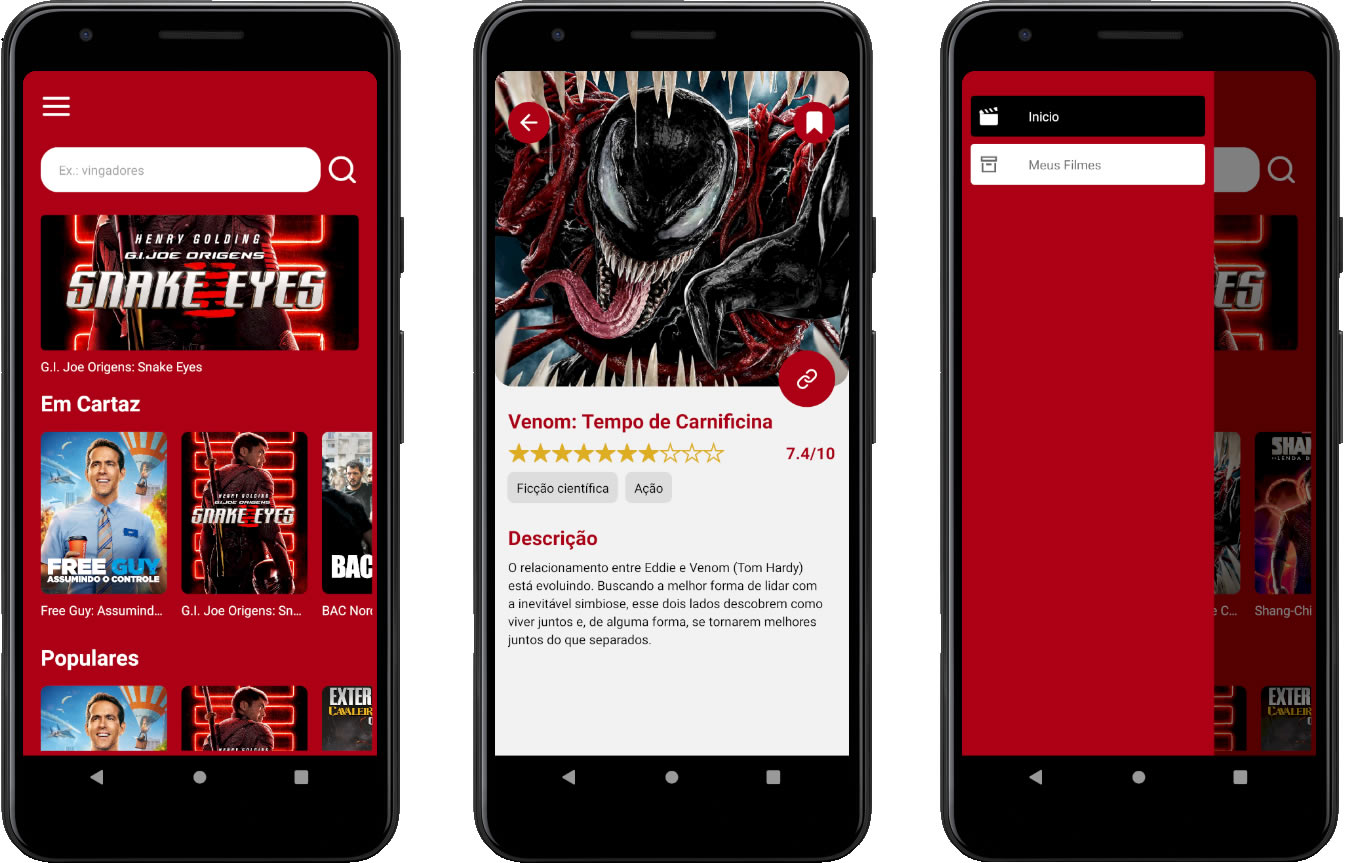 Ex.: vingadores
HENRY GOLDING
G.I.JOE ORIGENS
SNAKE EYES
G.I. Joe Origens: Snake Eyes
Em Cartaz
FREE GUY
ASSUMINDO O CONTROLE
HENRY GOLDING
G.I.JOE ORIGENS
SNAKE EYES
BAC
Free Guy: Assumind...
G.I. Joe Origens: Sn...
BAC Nor
Populares
HENRY GOLDING
EXTER
CAVALEIR
Venom: Tempo de Carnificina
7.4/10
Ficção científica
Ação
Descrição
O relacionamento entre Eddie e Venom (Tom Hardy)
está evoluindo. Buscando a melhor forma de lidar com
a inevitável simbiose, esse dois lados descobrem como
viver juntos e, de alguma forma, se tornarem melhores
juntos do que separados.
Inicio
Meus Filmes
EYES
SHAN
LENDA D
e C...
Shang-Chi
EXTER
CAVALEIR